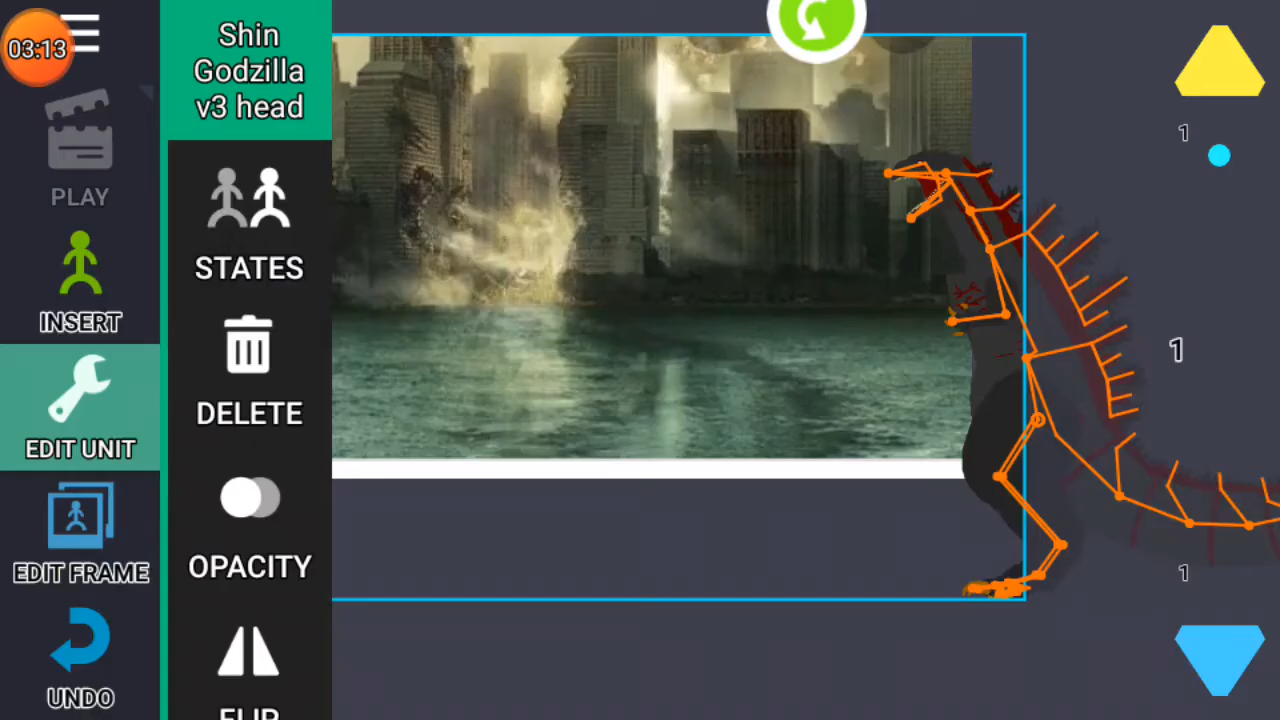 03:13
PLAY
INSERT
EDIT UNIT
EDIT FRAME
UNDO
Shin
Godzilla
v3 head
STATES
DELETE
OPACITY
FLIP
1
1
1